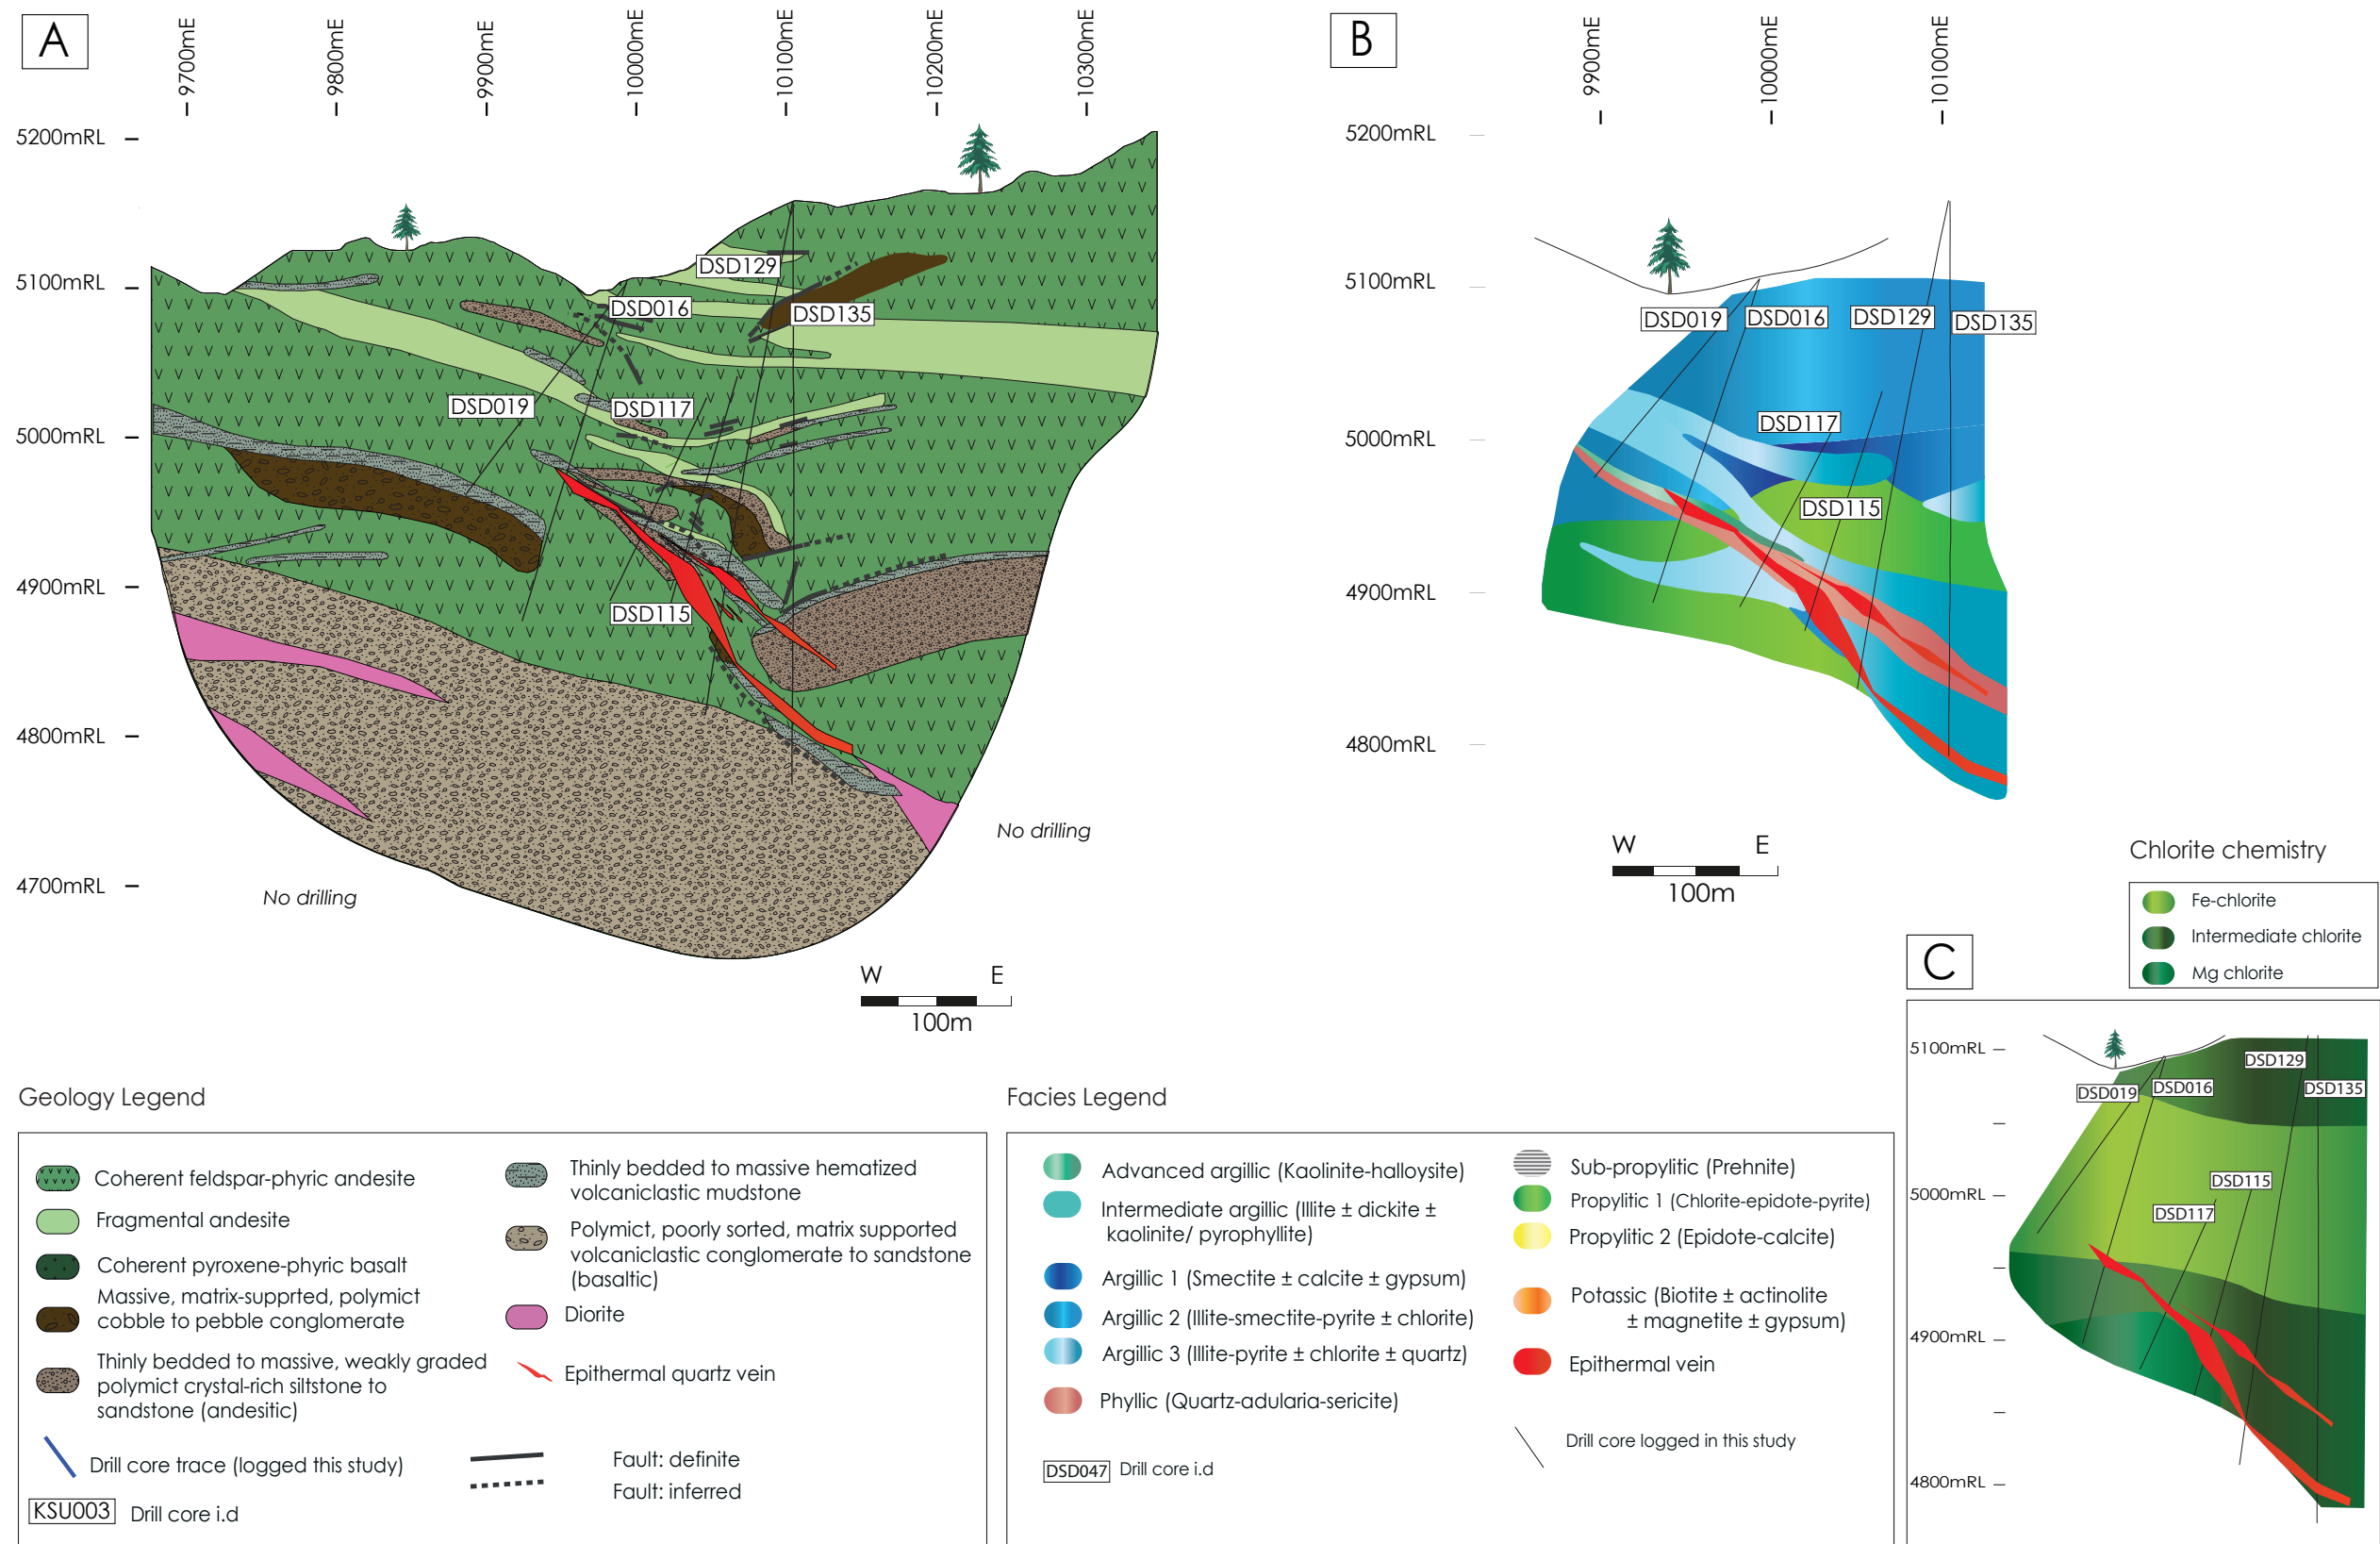 A
9700mE
9800mE
9900mE
10000mE
10100mE
10200mE
10300mE
5200mRL
5100mRL
5000mRL
4900mRL
4800mRL
4700mRL
DSD129
DSD016
DSD135
DSD019
DSD117
DSD115
No drilling
No drilling
W E
100m
B
9900mE
10000mE
10100mE
5200mRL
5100mRL
5000mRL
4900mRL
4800mRL
DSD019
DSD016
DSD129
DSD135
DSD117
DSD115
W E
100m
Chlorite chemistry
Fe-chlorite
Intermediate chlorite
Mg chlorite
C
5100mRL
5000mRL
4900mRL
4800mRL
DSD129
DSD019
DSD016
DSD135
DSD115
DSD117
Geology Legend
Coherent feldspar-phyric andesite
Fragmental andesite
Coherent pyroxene-phyric basalt
Massive, matrix-supprted, polymict
cobble to pebble conglomerate
Thinly bedded to massive, weakly graded
polymict crystal-rich siltstone to
sandstone (andesitic)
Drill core trace (logged this study)
KSU003 Drill core i.d
Thinly bedded to massive hematized
volcaniclastic mudstone
Polymict, poorly sorted, matrix supported
volcaniclastic conglomerate to sandstone
(basaltic)
Diorite
Epithermal quartz vein
Fault: definite
Fault: inferred
Facies Legend
Advanced argillic (Kaolinite-halloysite)
Intermediate argillic (Illite ± dickite ±
kaolinite/ pyrophyllite)
Argillic 1 (Smectite ± calcite ± gypsum)
Argillic 2 (Illite-smectite-pyrite ± chlorite)
Argillic 3 (Illite-pyrite ± chlorite ± quartz)
Phyllic (Quartz-adularia-sericite)
DSD047 Drill core i.d
Sub-propylitic (Prehnite)
Propylitic 1 (Chlorite-epidote-pyrite)
Propylitic 2 (Epidote-calcite)
Potassic (Biotite ± actinolite
± magnetite ± gypsum)
Epithermal vein
Drill core logged in this study